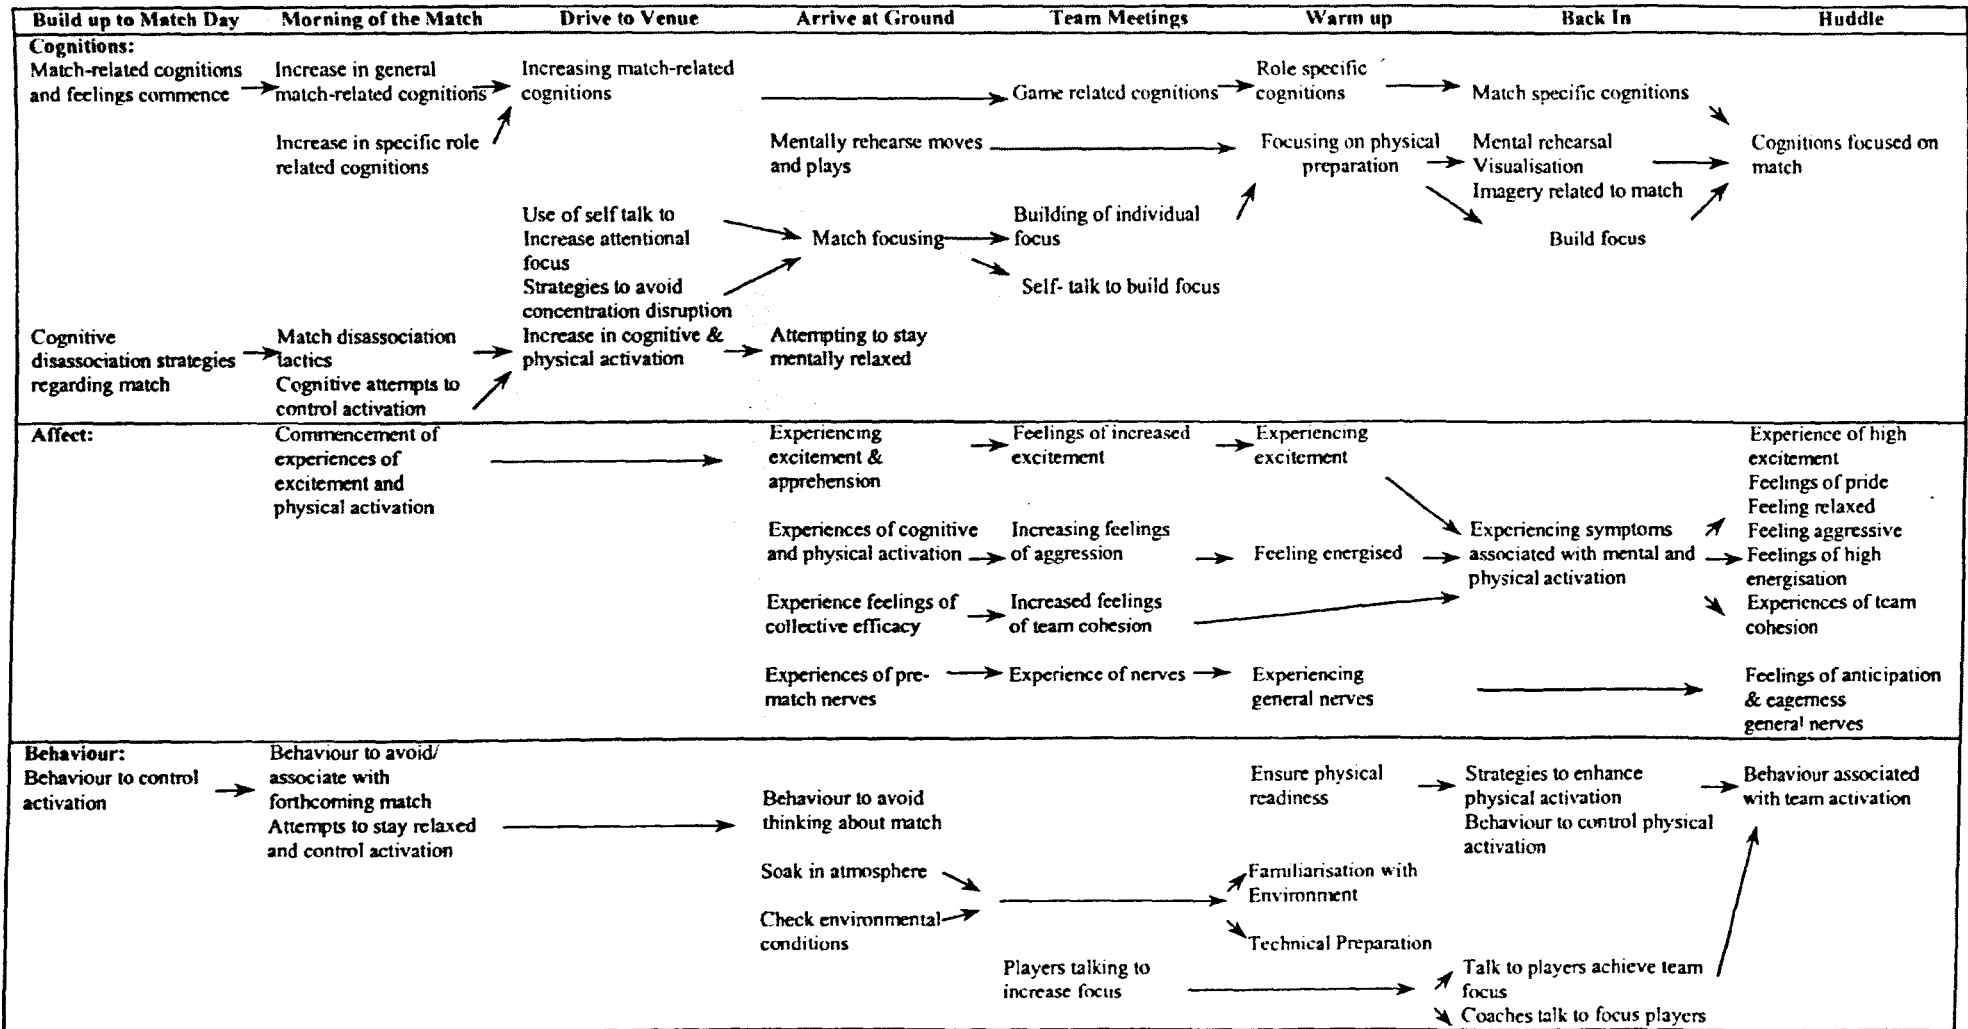 Build up to Match Day Morning of the Match Drive to Venue Arrive at Ground Team Meetings Warm up Back In Huddle
Cognitions:
Match-related cognitions
and feelings commence
Increase in general
match-related cognitions
Increase in specific role
related cognitions
Increasing match-related
cognitions
Game related cognitions
Role specific
cognitions
Match specific cognitions
Mentally rehearse moves
and plays
Focusing on physical
preparation
Mental rehearsal
Visualisation
Imagery related to match
Cognitions focused on
match
Use of self talk to
Increase attentional
focus
Strategies to avoid
concentration disruption
Increase in cognitive &
physical activation
Match focusing
Building of individual
focus
Self- talk to build focus
Build focus
Cognitive
disassociation strategies
regarding match
Match disassociation
tactics
Cognitive attempts to
control activation
Attempting to stay
mentally relaxed
Affect:
Commencement of
experiences of
excitement and
physical activation
Experiencing
excitement &
apprehension
Feelings of increased
excitement
Experiencing
excitement
Experiences of cognitive
and physical activation
Increasing feelings
of aggression
Feeling energised
Experiencing symptoms
associated with mental and
physical activation
Experience feelings of
collective efficacy
Increased feelings
of team cohesion
Experiences of pre-
match nerves
Experience of nerves
Experiencing
general nerves
Experience of high
excitement
Feelings of pride
Feeling relaxed
Feeling aggressive
Feelings of high
energisation
Experiences of team
cohesion
Feelings of anticipation
& eagerness
general nerves
Behaviour:
Behaviour to control
activation
Behaviour to avoid/
associate with
forthcoming match
Attempts to stay relaxed
and control activation
Behaviour to avoid
thinking about match
Soak in atmosphere
Check environmental
conditions
Players talking to
increase focus
Ensure physical
readiness
Familiarisation with
Environment
Technical Preparation
Strategies to enhance
physical activation
Behaviour to control physical
activation
Talk to players achieve team
focus
Coaches talk to focus players
Behaviour associated
with team activation